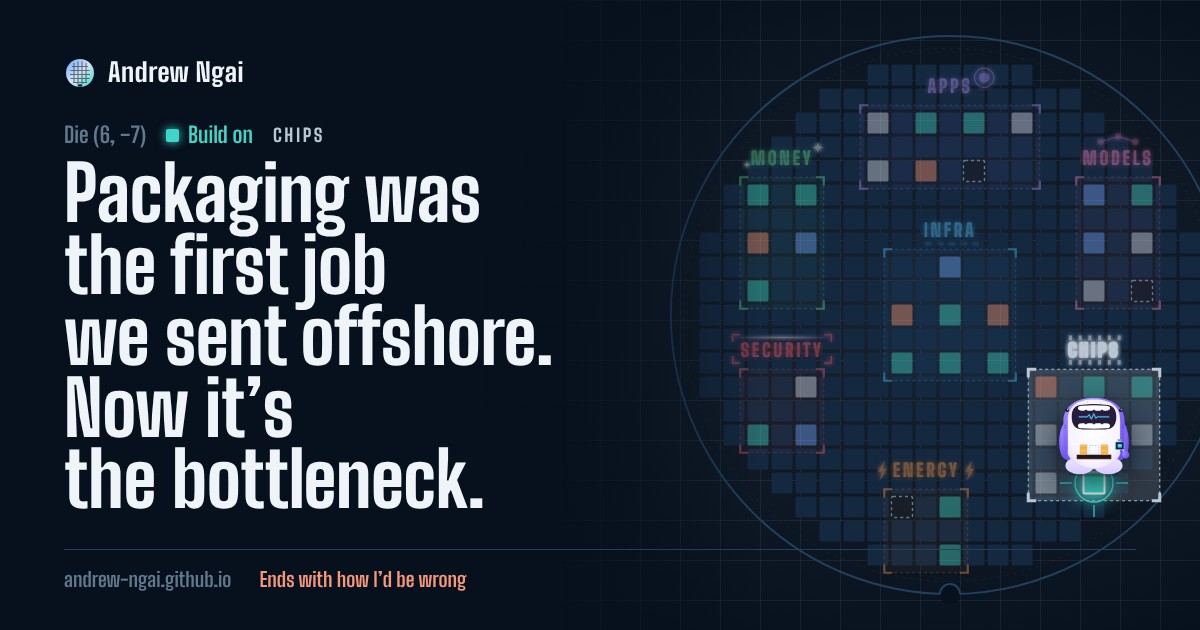 Andrew Ngai
Die (6, −7) Build on CHIPS
Packaging was
the first job
we sent offshore.
Now it’s
the bottleneck.
andrew-ngai.github.io Ends with how I’d be wrong
APPS
MONEY
MODELS
INFRA
SECURITY
CHIPS
ENERGY